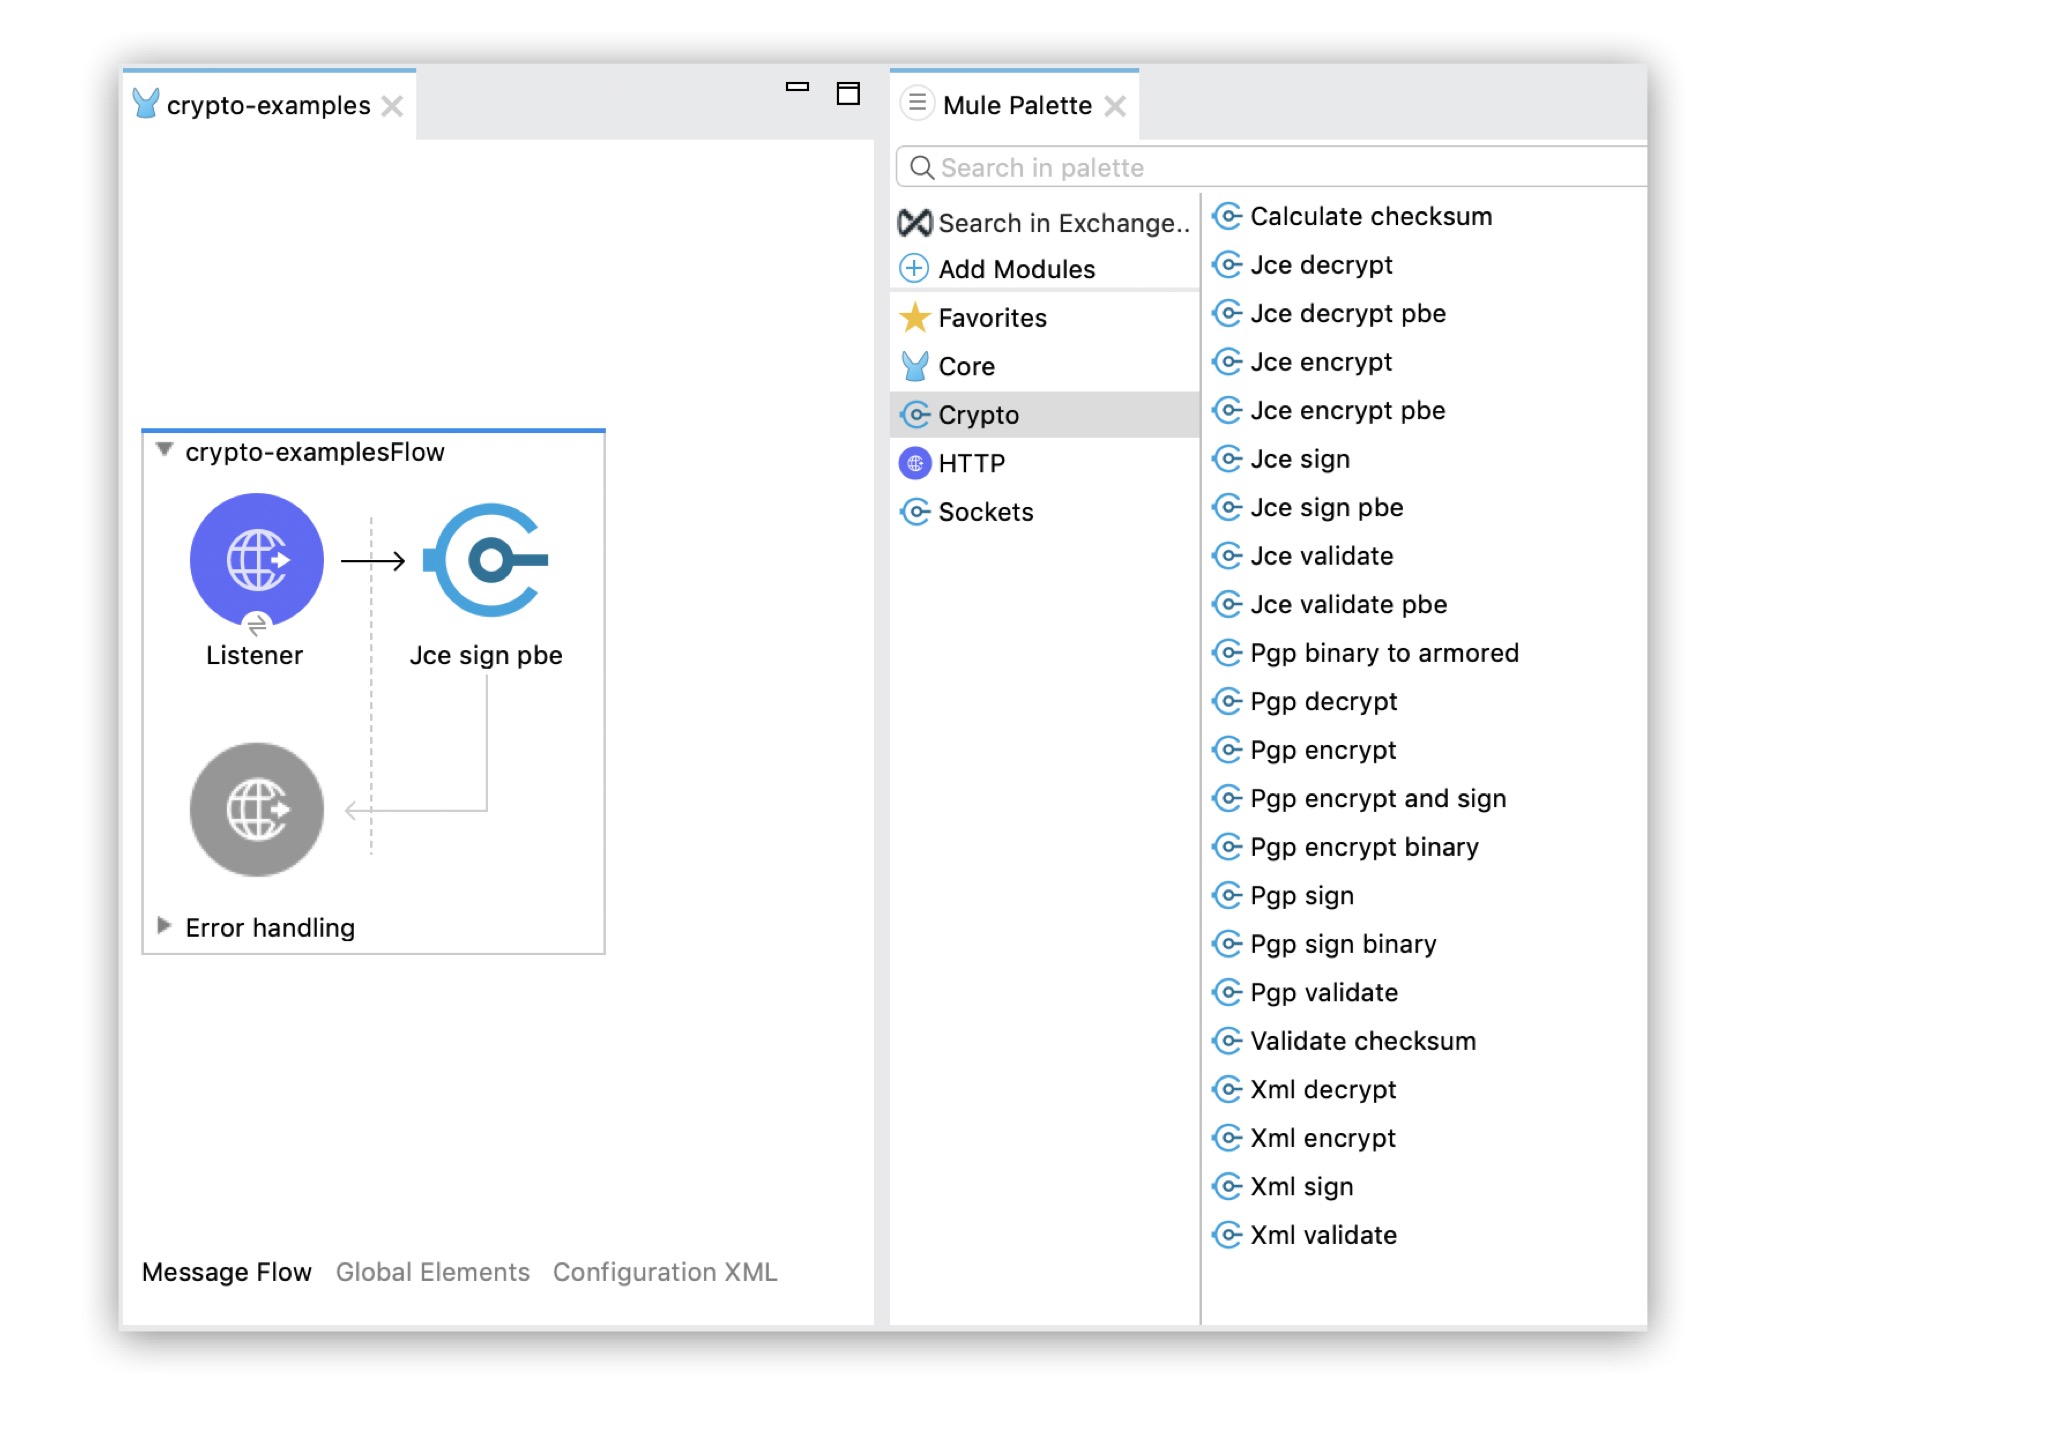 crypto-examples
crypto-examplesFlow
Listener
Jce sign pbe
Error handling
Message Flow
Global Elements
Configuration XML
Mule Palette
Search in palette
Search in Exchange..
Add Modules
Favorites
Core
Crypto
HTTP
Sockets
Calculate checksum
Jce decrypt
Jce decrypt pbe
Jce encrypt
Jce encrypt pbe
Jce sign
Jce sign pbe
Jce validate
Jce validate pbe
Pgp binary to armored
Pgp decrypt
Pgp encrypt
Pgp encrypt and sign
Pgp encrypt binary
Pgp sign
Pgp sign binary
Pgp validate
Validate checksum
Xml decrypt
Xml encrypt
Xml sign
Xml validate